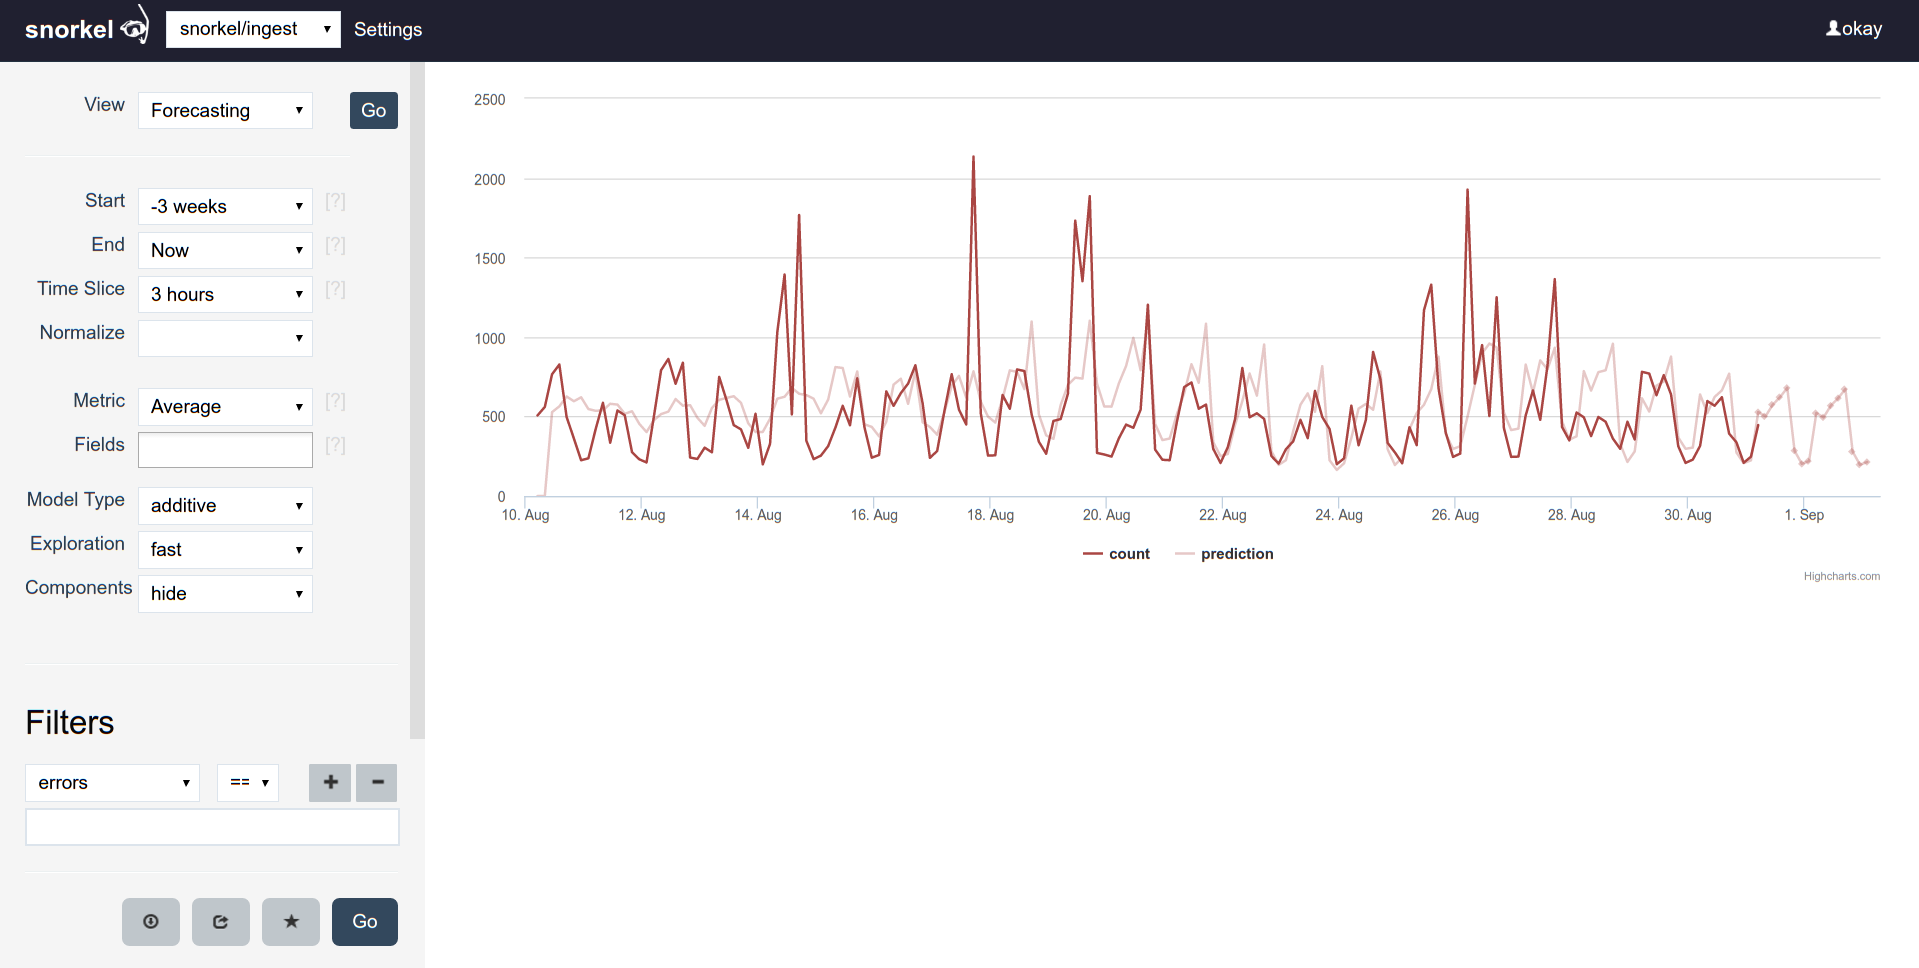 snorkel snorkel/ingest Settings okay
View Forecasting Go
Start -3 weeks [?]
End Now [?]
Time Slice 3 hours [?]
Normalize
Metric Average [?]
Fields [?]
Model Type additive
Exploration fast
Components hide
Filters
errors == + -
Go
2500
2000
1500
1000
500
0
10. Aug 12. Aug 14. Aug 16. Aug 18. Aug 20. Aug 22. Aug 24. Aug 26. Aug 28. Aug 30. Aug 1. Sep
count prediction
Highcharts.com